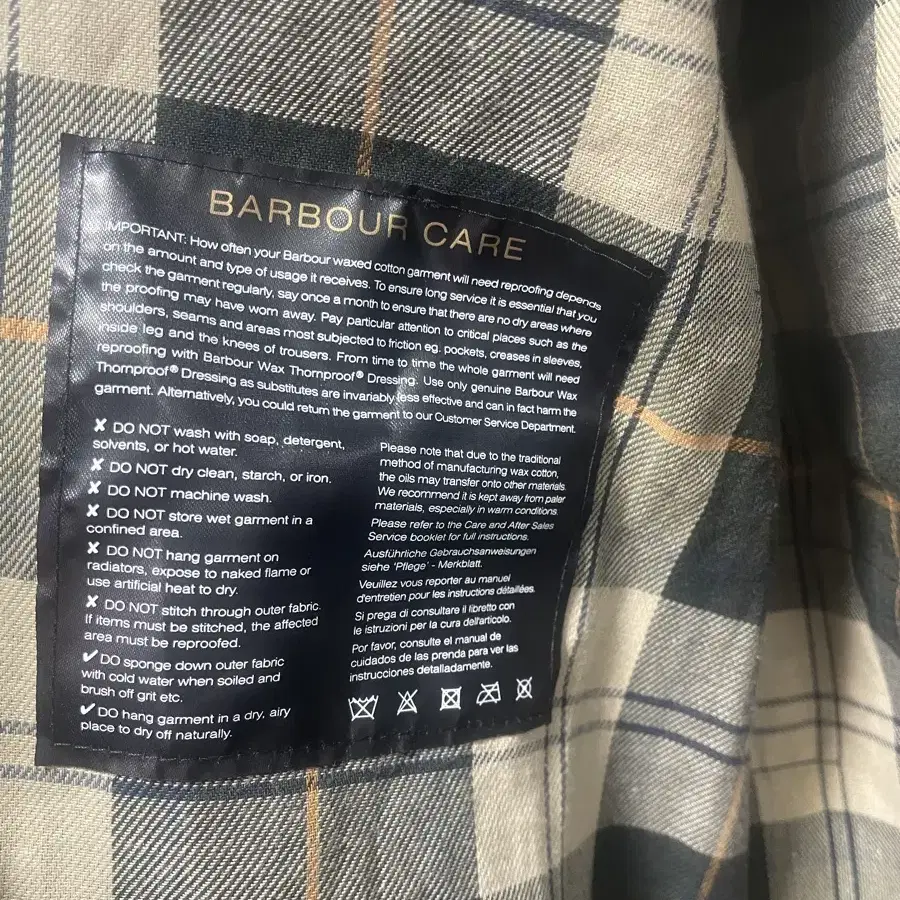 BARBOUR CARE
IMPORTANT: How often your Barbour waxed cotton garment will need reproofing depends
on the amount and type of usage it receives. To ensure long service it is essential that you
check the garment regularly, say once a month to ensure that there are no dry areas where
the proofing may have worn away. Pay particular attention to critical places such as the
shoulders, seams and areas most subjected to friction eg. pockets, creases in sleeves,
inside leg and the knees of trousers. From time to time the whole garment will need
reproofing with Barbour Wax Thornproof® Dressing. Use only genuine Barbour Wax
Thornproof® Dressing as substitutes are invariably less effective and can in fact harm the
garment. Alternatively, you could return the garment to our Customer Service Department.
✘ DO NOT wash with soap, detergent,
solvents, or hot water.
✘ DO NOT dry clean, starch, or iron.
✘ DO NOT machine wash.
✘ DO NOT store wet garment in a
confined area.
✘ DO NOT hang garment on
radiators, expose to naked flame or
use artificial heat to dry.
✘ DO NOT stitch through outer fabric.
If items must be stitched, the affected
area must be reproofed.
✔ DO sponge down outer fabric
with cold water when soiled and
brush off grit etc.
✔ DO hang garment in a dry, airy
place to dry off naturally.
Please note that due to the traditional
method of manufacturing wax cotton,
the oils may transfer onto other materials.
We recommend it is kept away from paler
materials, especially in warm conditions.
Please refer to the Care and After Sales
Service booklet for full instructions.
Ausführliche Gebrauchsanweisungen
siehe 'Pflege' - Merkblatt.
Veuillez vous reporter au manuel
d'entretien pour les instructions détaillées.
Si prega di consultare il libretto con
le istruzioni per la cura dell'articolo.
Por favor, consulte el manual de
cuidados de las prenda para ver las
instrucciones detalladamente.